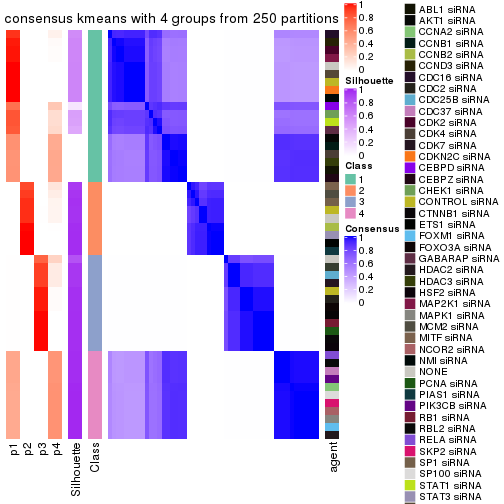 consensus kmeans with 4 groups from 250 partitions
1
0.8
0.6
0.4
0.2
0
Silhouette
1
0.8
0.6
0.4
0.2
0
Class
1
2
3
4
Consensus
1
0.8
0.6
0.4
0.2
0
p1
p2
p3
p4
Silhouette
Class
agent
ABL1 siRNA
AKT1 siRNA
CCNA2 siRNA
CCNB1 siRNA
CCNB2 siRNA
CCND3 siRNA
CDC16 siRNA
CDC2 siRNA
CDC25B siRNA
CDC37 siRNA
CDK2 siRNA
CDK4 siRNA
CDK7 siRNA
CDKN2C siRNA
CEBPD siRNA
CEBPZ siRNA
CHEK1 siRNA
CONTROL siRNA
CTNNB1 siRNA
ETS1 siRNA
FOXM1 siRNA
FOXO3A siRNA
GABARAP siRNA
HDAC2 siRNA
HDAC3 siRNA
HSF2 siRNA
MAP2K1 siRNA
MAPK1 siRNA
MCM2 siRNA
MITF siRNA
NCOR2 siRNA
NMI siRNA
NONE
PCNA siRNA
PIAS1 siRNA
PIK3CB siRNA
RB1 siRNA
RBL2 siRNA
RELA siRNA
SKP2 siRNA
SP1 siRNA
SP100 siRNA
STAT1 siRNA
STAT3 siRNA